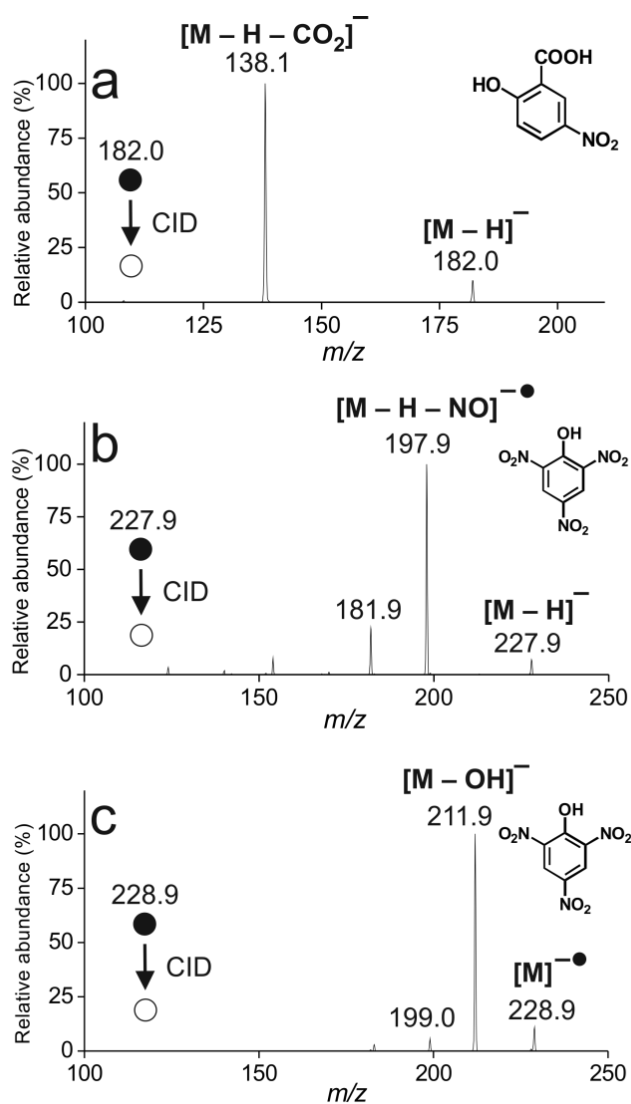 a
[M – H – CO2]−
138.1
COOH
HO
NO2
182.0
CID
[M – H]−
182.0
Relative abundance (%)
100
75
50
25
0
100 125 150 175 200
m/z
b
[M – H – NO]−●
197.9
OH
O2N NO2
NO2
227.9
CID
181.9
[M – H]−
227.9
Relative abundance (%)
100
75
50
25
0
100 150 200 250
m/z
c
[M – OH]−
211.9
OH
O2N NO2
NO2
228.9
CID
199.0
[M]−●
228.9
Relative abundance (%)
100
75
50
25
0
100 150 200 250
m/z